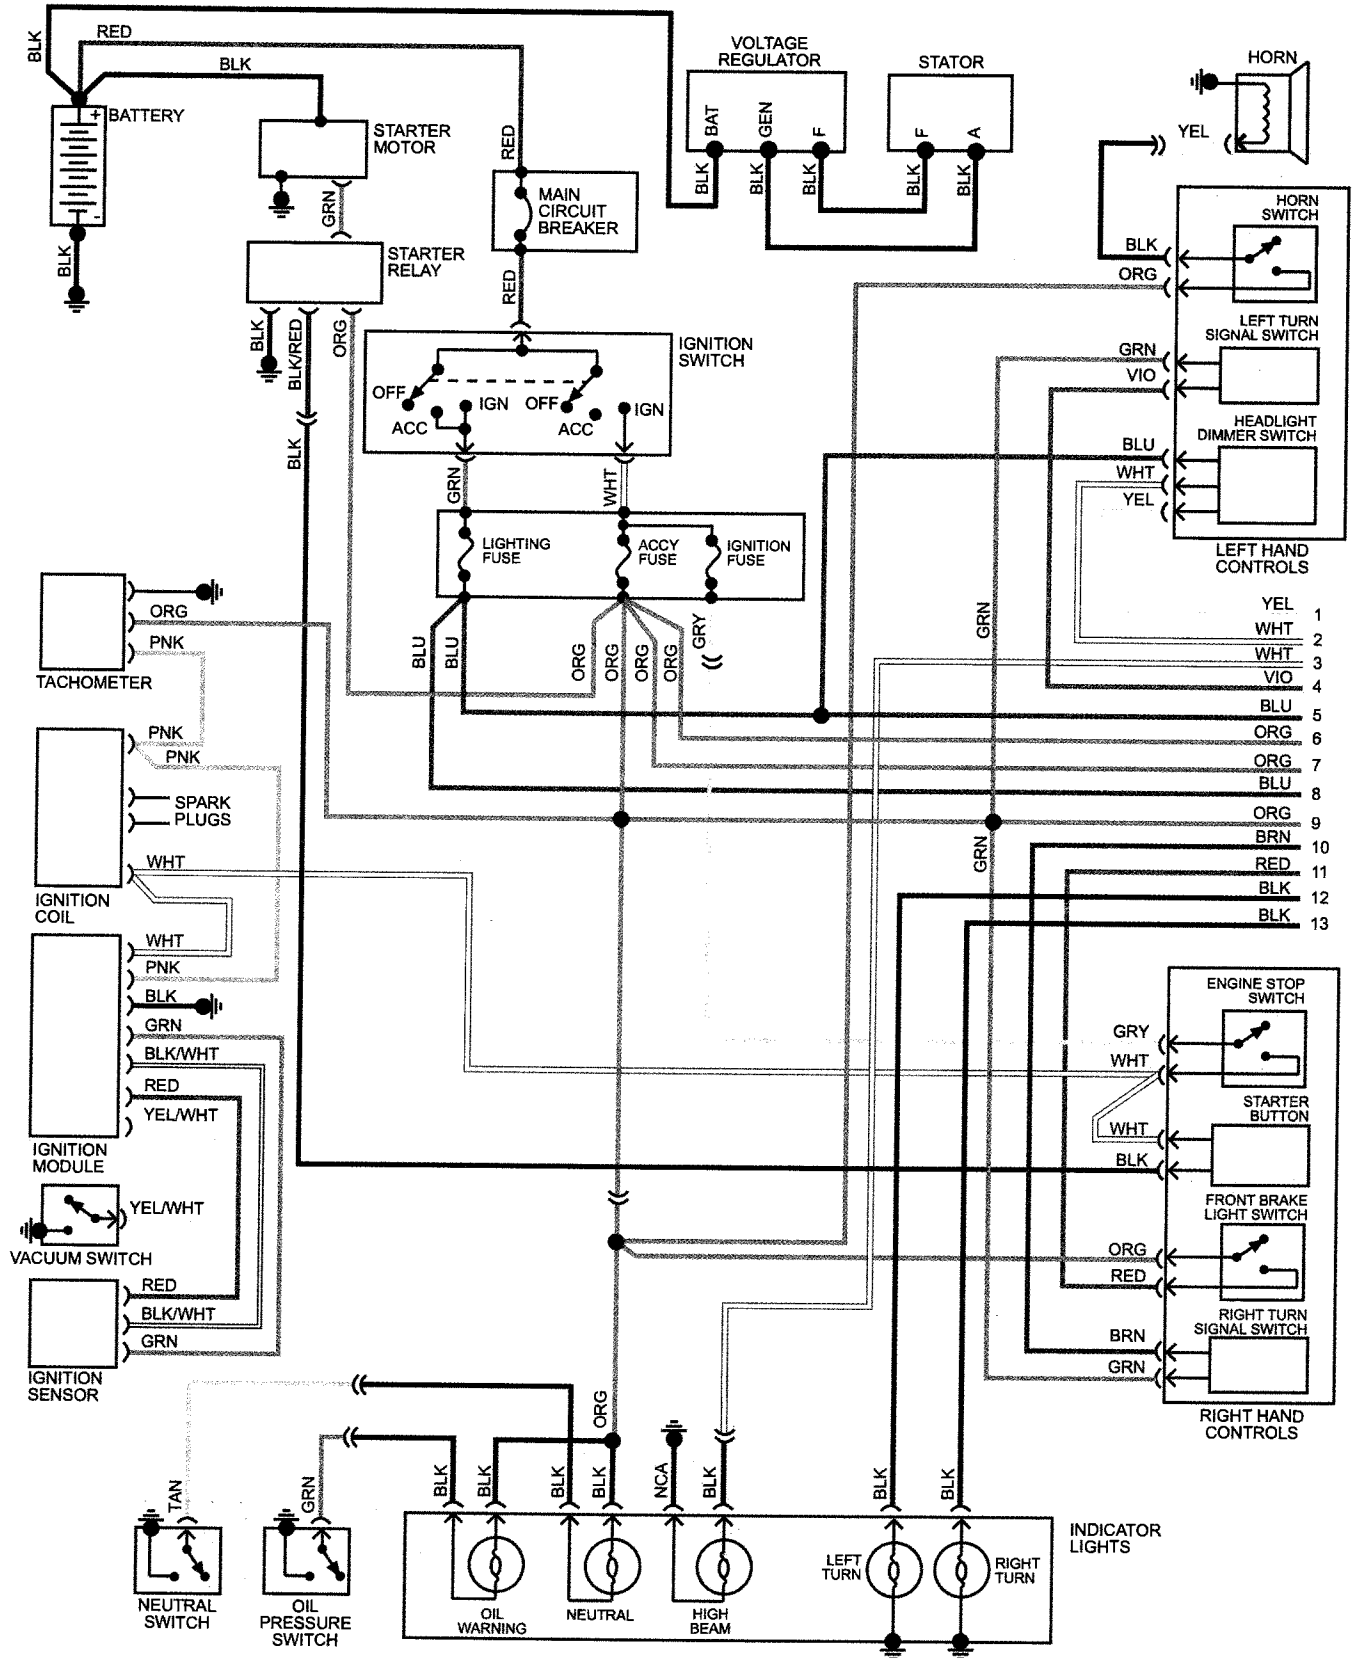 BLK
RED
BLK
BATTERY
+
-
BLK
STARTER
MOTOR
GRN
STARTER
RELAY
BLK
BLK/RED
ORG
BLK
RED
MAIN
CIRCUIT
BREAKER
RED
IGNITION
SWITCH
OFF
ACC
IGN
OFF
ACC
IGN
GRN
WHT
LIGHTING
FUSE
ACCY
FUSE
IGNITION
FUSE
BLU
BLU
ORG
ORG
ORG
ORG
GRY
VOLTAGE
REGULATOR
BAT
GEN
F
BLK
BLK
BLK
STATOR
F
A
BLK
BLK
HORN
YEL
HORN
SWITCH
BLK
ORG
LEFT TURN
SIGNAL SWITCH
GRN
VIO
HEADLIGHT
DIMMER SWITCH
BLU
WHT
YEL
LEFT HAND
CONTROLS
GRN
YEL 1
WHT 2
WHT 3
VIO 4
BLU 5
ORG 6
ORG 7
BLU 8
ORG 9
BRN 10
RED 11
BLK 12
BLK 13
GRN
TACHOMETER
ORG
PNK
PNK
PNK
SPARK
PLUGS
WHT
IGNITION
COIL
WHT
PNK
BLK
GRN
BLK/WHT
RED
YEL/WHT
IGNITION
MODULE
YEL/WHT
VACUUM SWITCH
RED
BLK/WHT
GRN
IGNITION
SENSOR
ENGINE STOP
SWITCH
GRY
WHT
STARTER
BUTTON
WHT
BLK
FRONT BRAKE
LIGHT SWITCH
ORG
RED
RIGHT TURN
SIGNAL SWITCH
BRN
GRN
RIGHT HAND
CONTROLS
TAN
NEUTRAL
SWITCH
GRN
OIL
PRESSURE
SWITCH
ORG
BLK
BLK
BLK
BLK
NCA
BLK
BLK
BLK
INDICATOR
LIGHTS
OIL
WARNING
NEUTRAL
HIGH
BEAM
LEFT
TURN
RIGHT
TURN